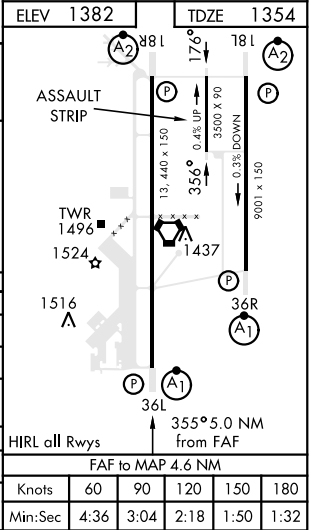 ELEV 1382
TDZE 1354
A2
18R
176°
18L
A2
P
P
ASSAULT
STRIP
0.4% UP
3500 X 90
13, 440 x 150
356°
0.3% DOWN
9001 x 150
TWR
1496
x x x
x x x x
1437
1524
1516
P
36R
A1
P
A1
36L
355° 5.0 NM
from FAF
HIRL all Rwys
FAF to MAP 4.6 NM
Knots 60 90 120 150 180
Min:Sec 4:36 3:04 2:18 1:50 1:32